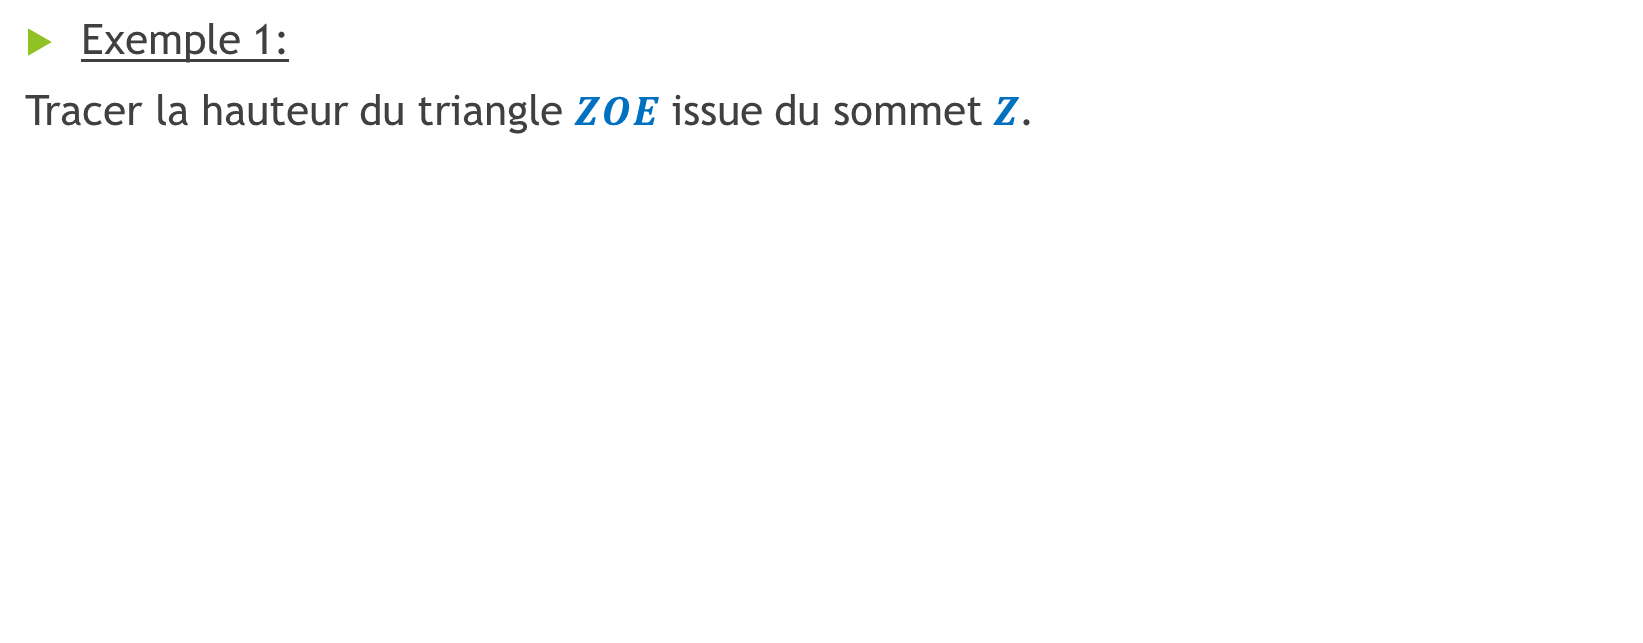 Exemple 1:
Tracer la hauteur du triangle ZOE issue du sommet Z.